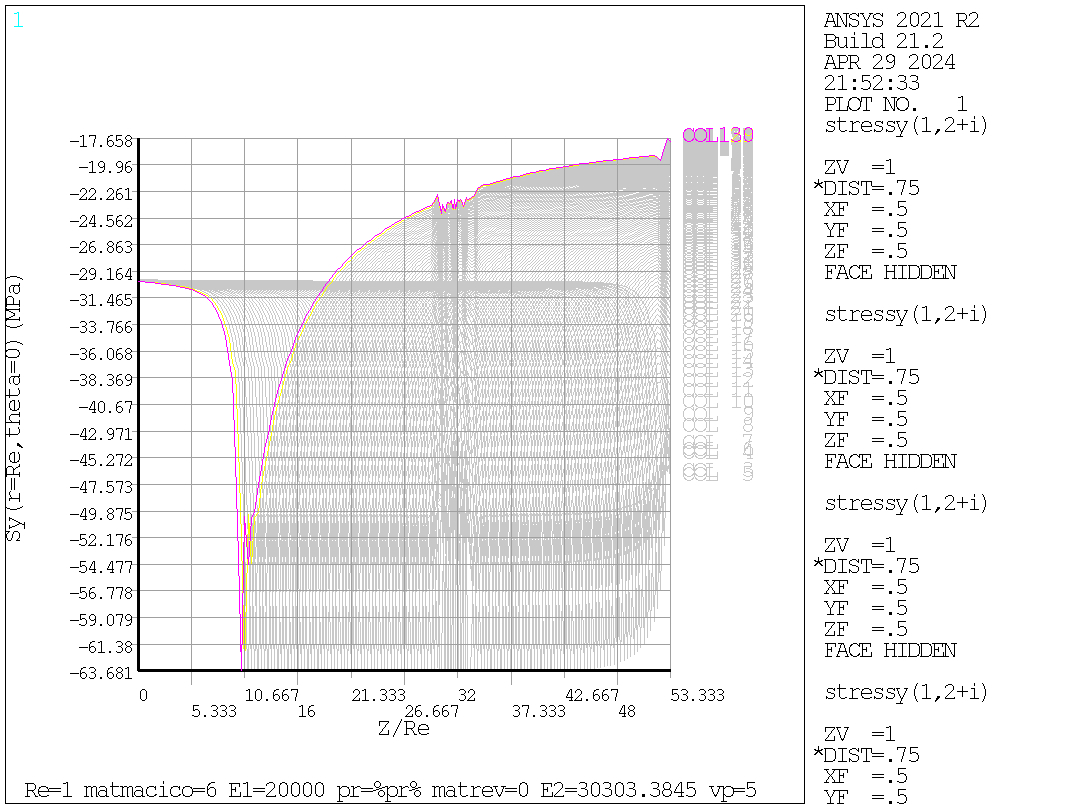 1
ANSYS 2021 R2
Build 21.2
APR 29 2024
21:52:33
PLOT NO. 1
stressy(1,2+i)
ZV =1
*DIST=.75
XF =.5
YF =.5
ZF =.5
FACE HIDDEN
stressy(1,2+i)
ZV =1
*DIST=.75
XF =.5
YF =.5
ZF =.5
FACE HIDDEN
stressy(1,2+i)
ZV =1
*DIST=.75
XF =.5
YF =.5
ZF =.5
FACE HIDDEN
stressy(1,2+i)
ZV =1
*DIST=.75
XF =.5
YF =.5
COL130
-17.658
-19.96
-22.261
-24.562
-26.863
-29.164
-31.465
-33.766
-36.068
-38.369
-40.67
-42.971
-45.272
-47.573
-49.875
-52.176
-54.477
-56.778
-59.079
-61.38
-63.681
Sy(r=Re,theta=0)(MPa)
0
5.333
10.667
16
21.333
26.667
32
37.333
42.667
48
53.333
Z/Re
Re=1 matmacico=6 E1=20000 pr=%pr% matrev=0 E2=30303.3845 vp=5